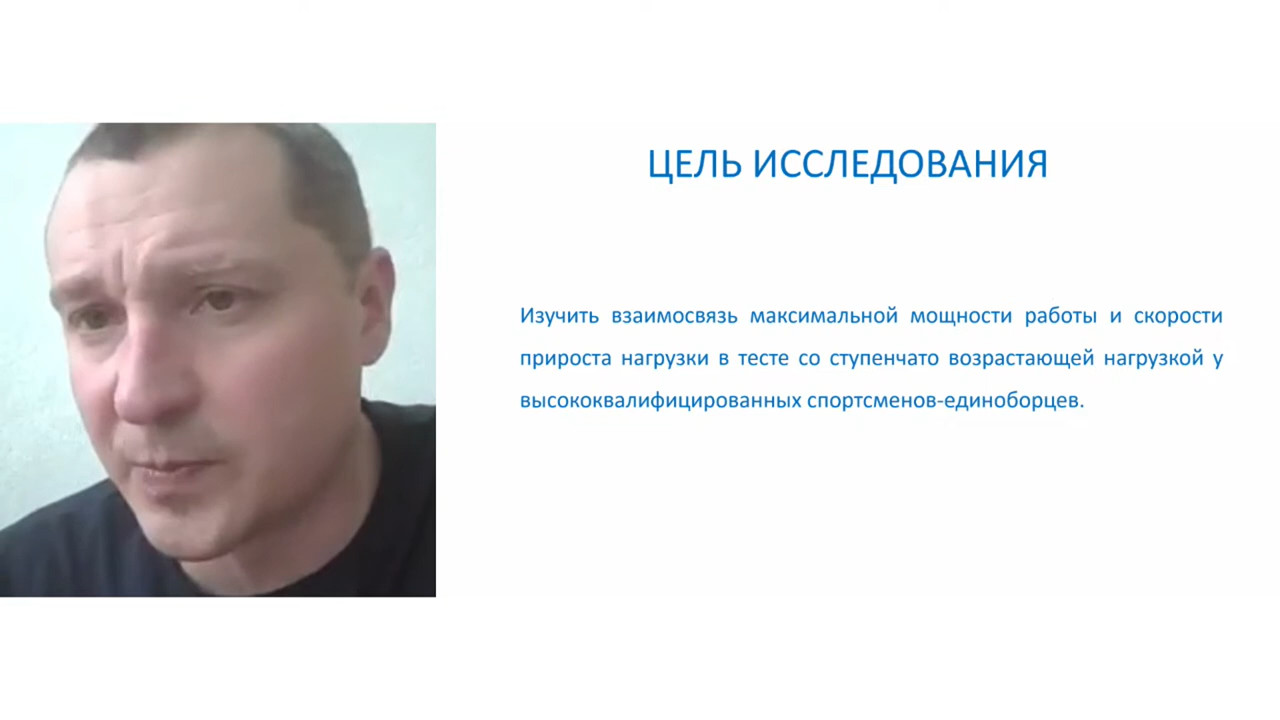 ЦЕЛЬ ИССЛЕДОВАНИЯ
Изучить взаимосвязь максимальной мощности работы и скорости
прироста нагрузки в тесте со ступенчато возрастающей нагрузкой у
высококвалифицированных спортсменов-единоборцев.